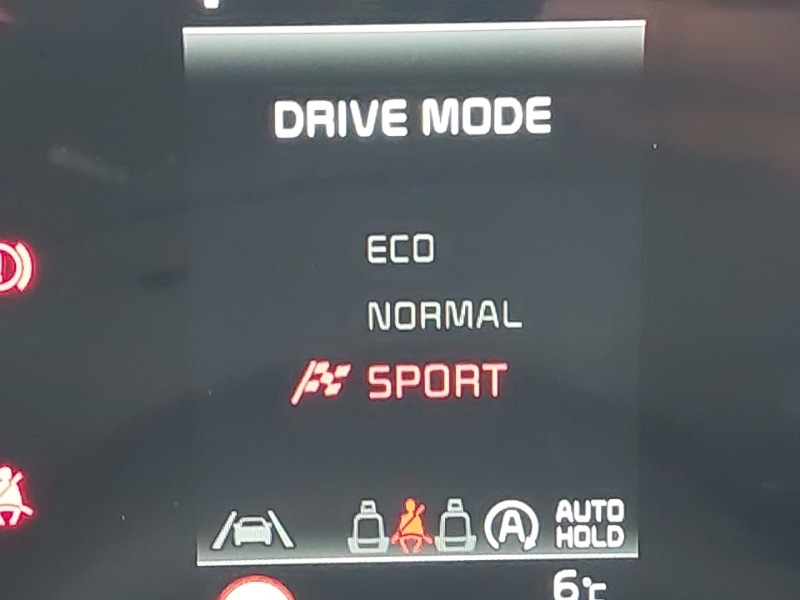 DRIVE MODE
ECO
NORMAL
SPORT
A
AUTO
HOLD
6°C